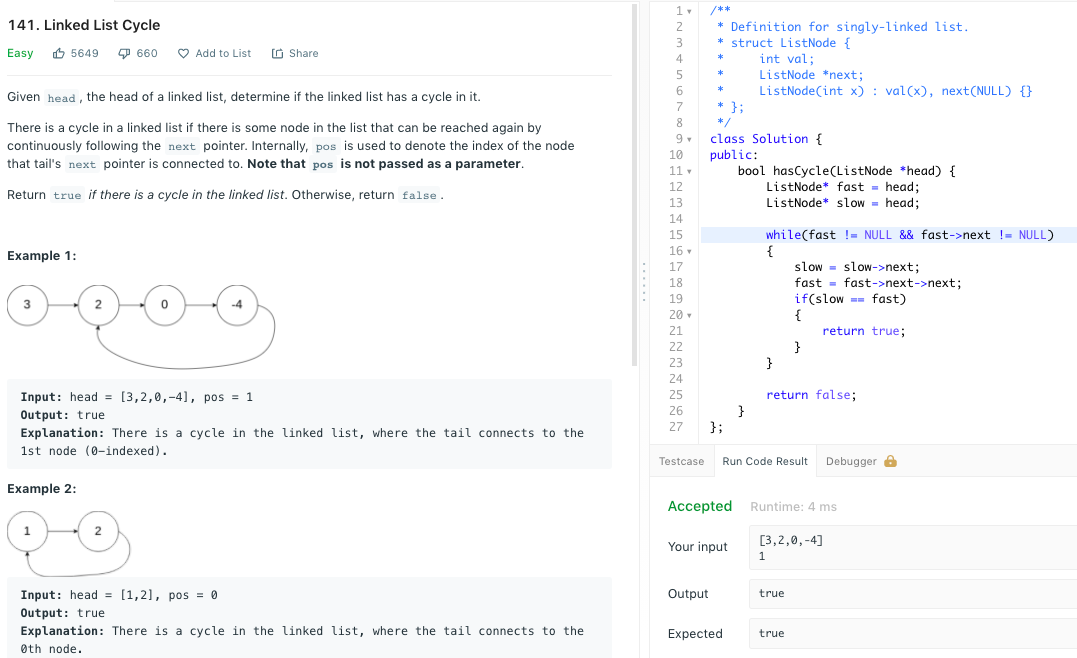 141. Linked List Cycle
Easy 5649 660 Add to List Share
Given head, the head of a linked list, determine if the linked list has a cycle in it.
There is a cycle in a linked list if there is some node in the list that can be reached again by
continuously following the next pointer. Internally, pos is used to denote the index of the node
that tail's next pointer is connected to. Note that pos is not passed as a parameter.
Return true if there is a cycle in the linked list. Otherwise, return false.
Example 1:
3 2 0 -4
Input: head = [3,2,0,-4], pos = 1
Output: true
Explanation: There is a cycle in the linked list, where the tail connects to the
1st node (0-indexed).
Example 2:
1 2
Input: head = [1,2], pos = 0
Output: true
Explanation: There is a cycle in the linked list, where the tail connects to the
0th node.
1 /**
2 * Definition for singly-linked list.
3 * struct ListNode {
4 *     int val;
5 *     ListNode *next;
6 *     ListNode(int x) : val(x), next(NULL) {}
7 * };
8 */
9 class Solution {
10 public:
11     bool hasCycle(ListNode *head) {
12         ListNode* fast = head;
13         ListNode* slow = head;
14
15         while(fast != NULL && fast->next != NULL)
16         {
17             slow = slow->next;
18             fast = fast->next->next;
19             if(slow == fast)
20             {
21                 return true;
22             }
23         }
24
25         return false;
26     }
27 };
Testcase Run Code Result Debugger
Accepted Runtime: 4 ms
Your input
[3,2,0,-4]
1
Output true
Expected true